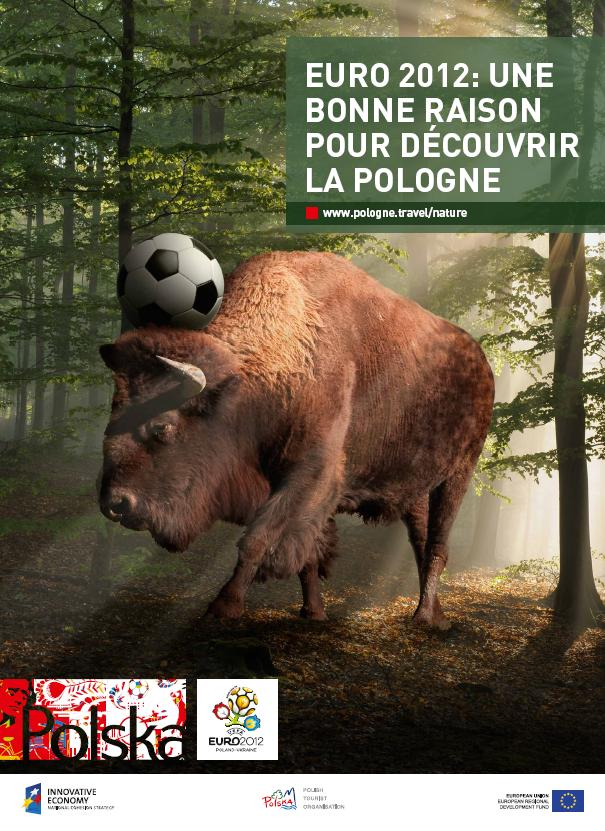 EURO 2012: UNE
BONNE RAISON
POUR DÉCOUVRIR
LA POLOGNE
www.pologne.travel/nature
Polska
UEFA
EURO2012
POLAND-UKRAINE
INNOVATIVE
ECONOMY
NATIONAL COHESION STRATEGY
Polska
POLISH
TOURIST
ORGANISATION
EUROPEAN UNION
EUROPEAN REGIONAL
DEVELOPMENT FUND